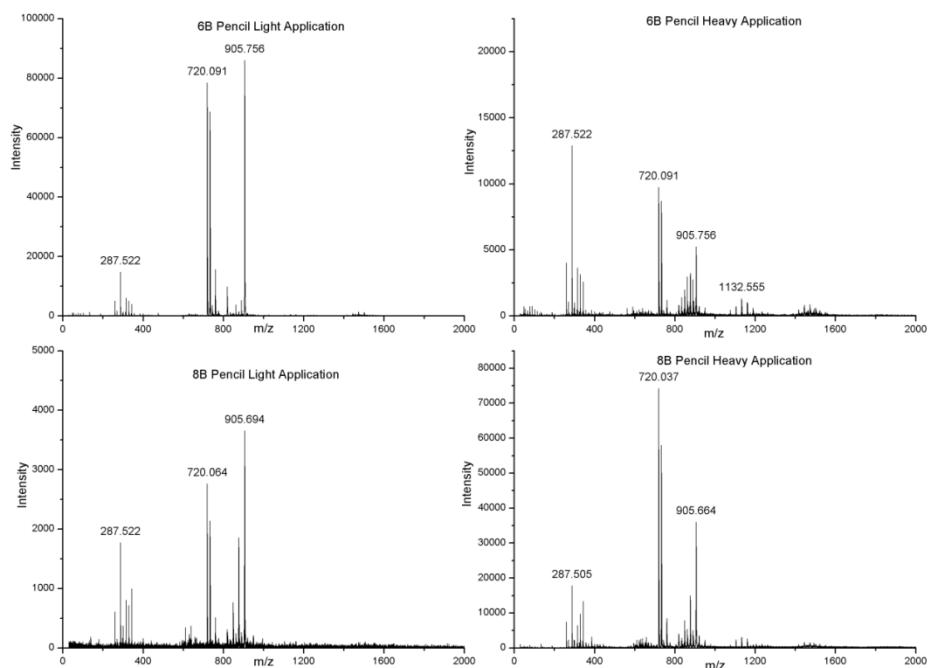 6B Pencil Light Application
100000
80000
60000
40000
20000
0
Intensity
905.756
720.091
287.522
0 400 800 1200 1600 2000
m/z
6B Pencil Heavy Application
20000
15000
10000
5000
0
Intensity
287.522
720.091
905.756
1132.555
0 400 800 1200 1600 2000
m/z
8B Pencil Light Application
5000
4000
3000
2000
1000
0
Intensity
905.694
720.064
287.522
0 400 800 1200 1600 2000
m/z
8B Pencil Heavy Application
80000
70000
60000
50000
40000
30000
20000
10000
0
Intensity
720.037
905.664
287.505
0 400 800 1200 1600 2000
m/z